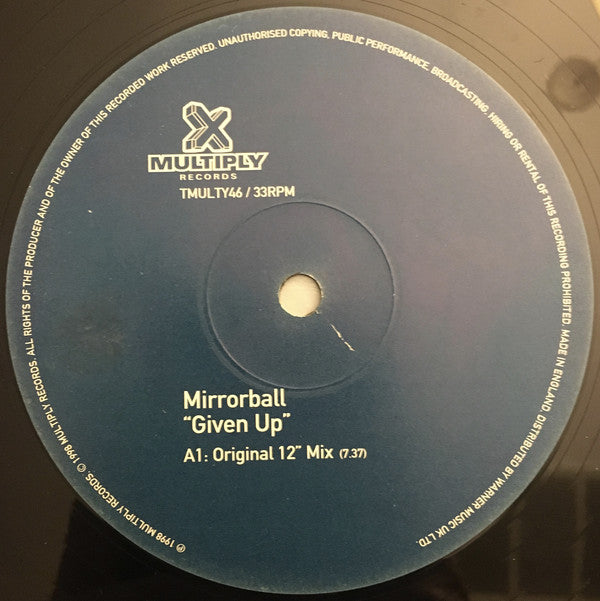 X
MULTIPLY
RECORDS
TMULTY46 / 33RPM
Mirrorball
“Given Up”
A1: Original 12” Mix (7.37)
℗ 1998 MULTIPLY RECORDS. © 1998 MULTIPLY RECORDS. ALL RIGHTS OF THE PRODUCER AND OF THE OWNER OF THIS RECORDED WORK RESERVED. UNAUTHORISED COPYING, PUBLIC PERFORMANCE, BROADCASTING, HIRING OR RENTAL OF THIS RECORDING PROHIBITED. MADE IN ENGLAND. DISTRIBUTED BY WARNER MUSIC UK LTD.